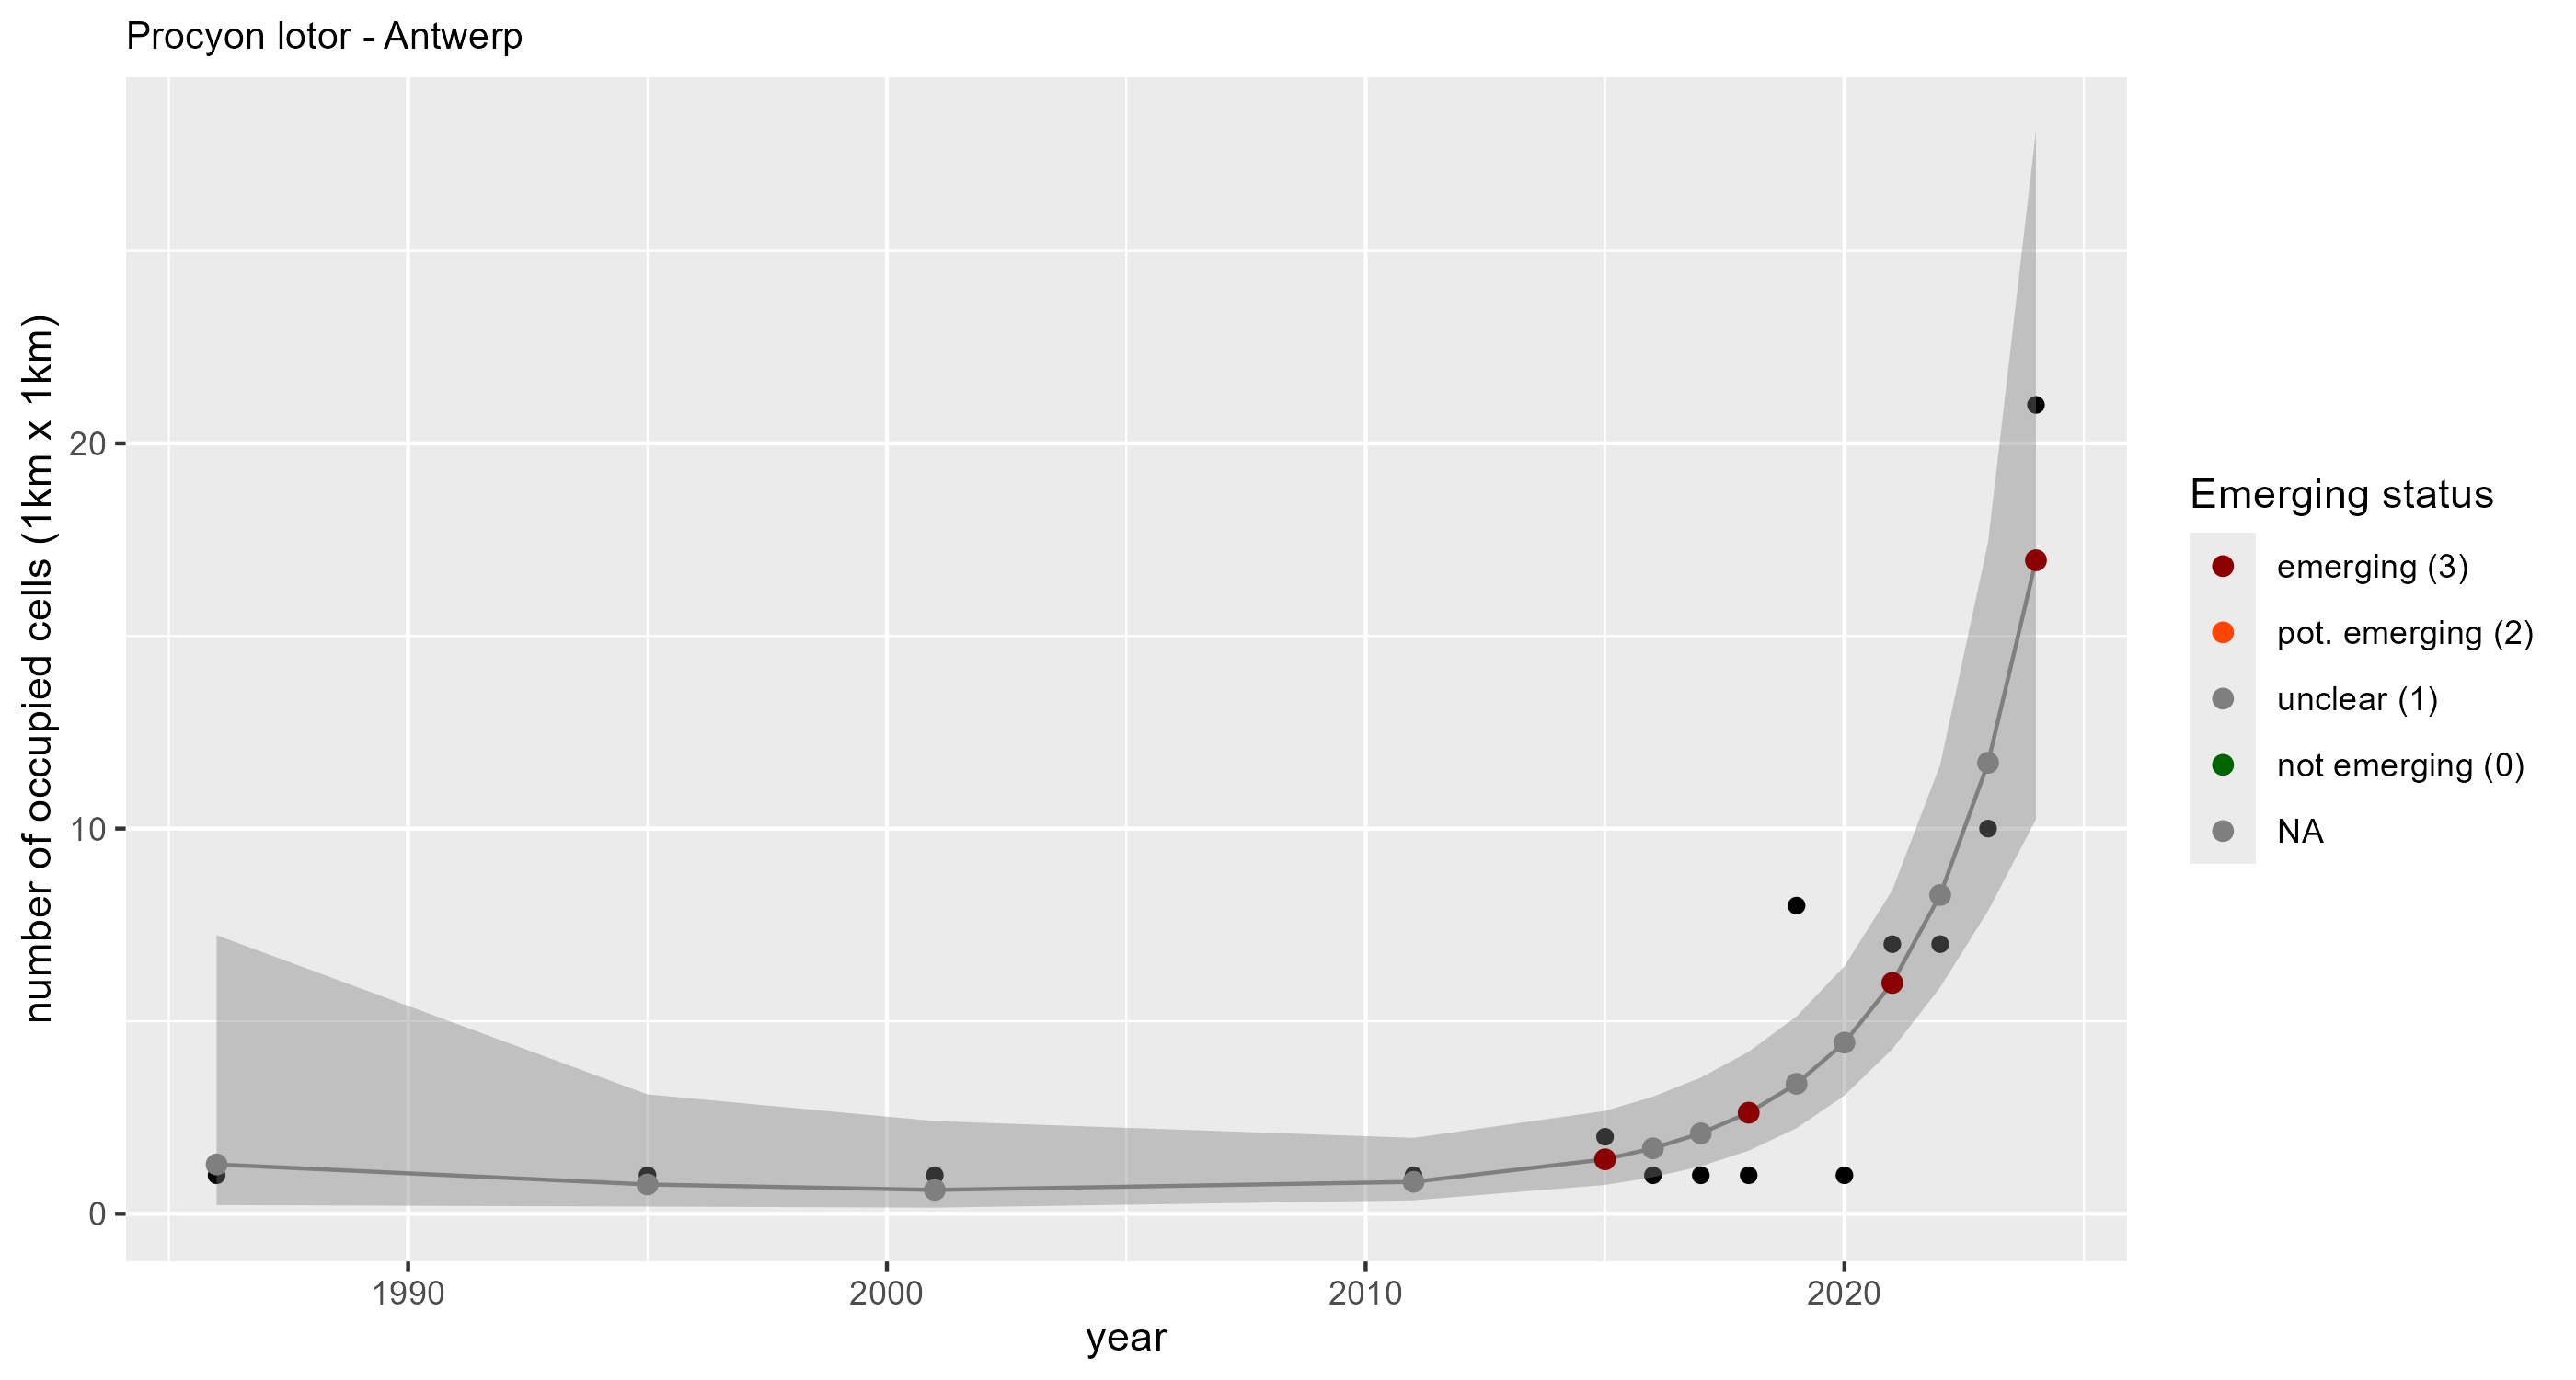 Procyon lotor - Antwerp
number of occupied cells (1km x 1km)
20
10
0
1990
2000
2010
2020
year
Emerging status
emerging (3)
pot. emerging (2)
unclear (1)
not emerging (0)
NA